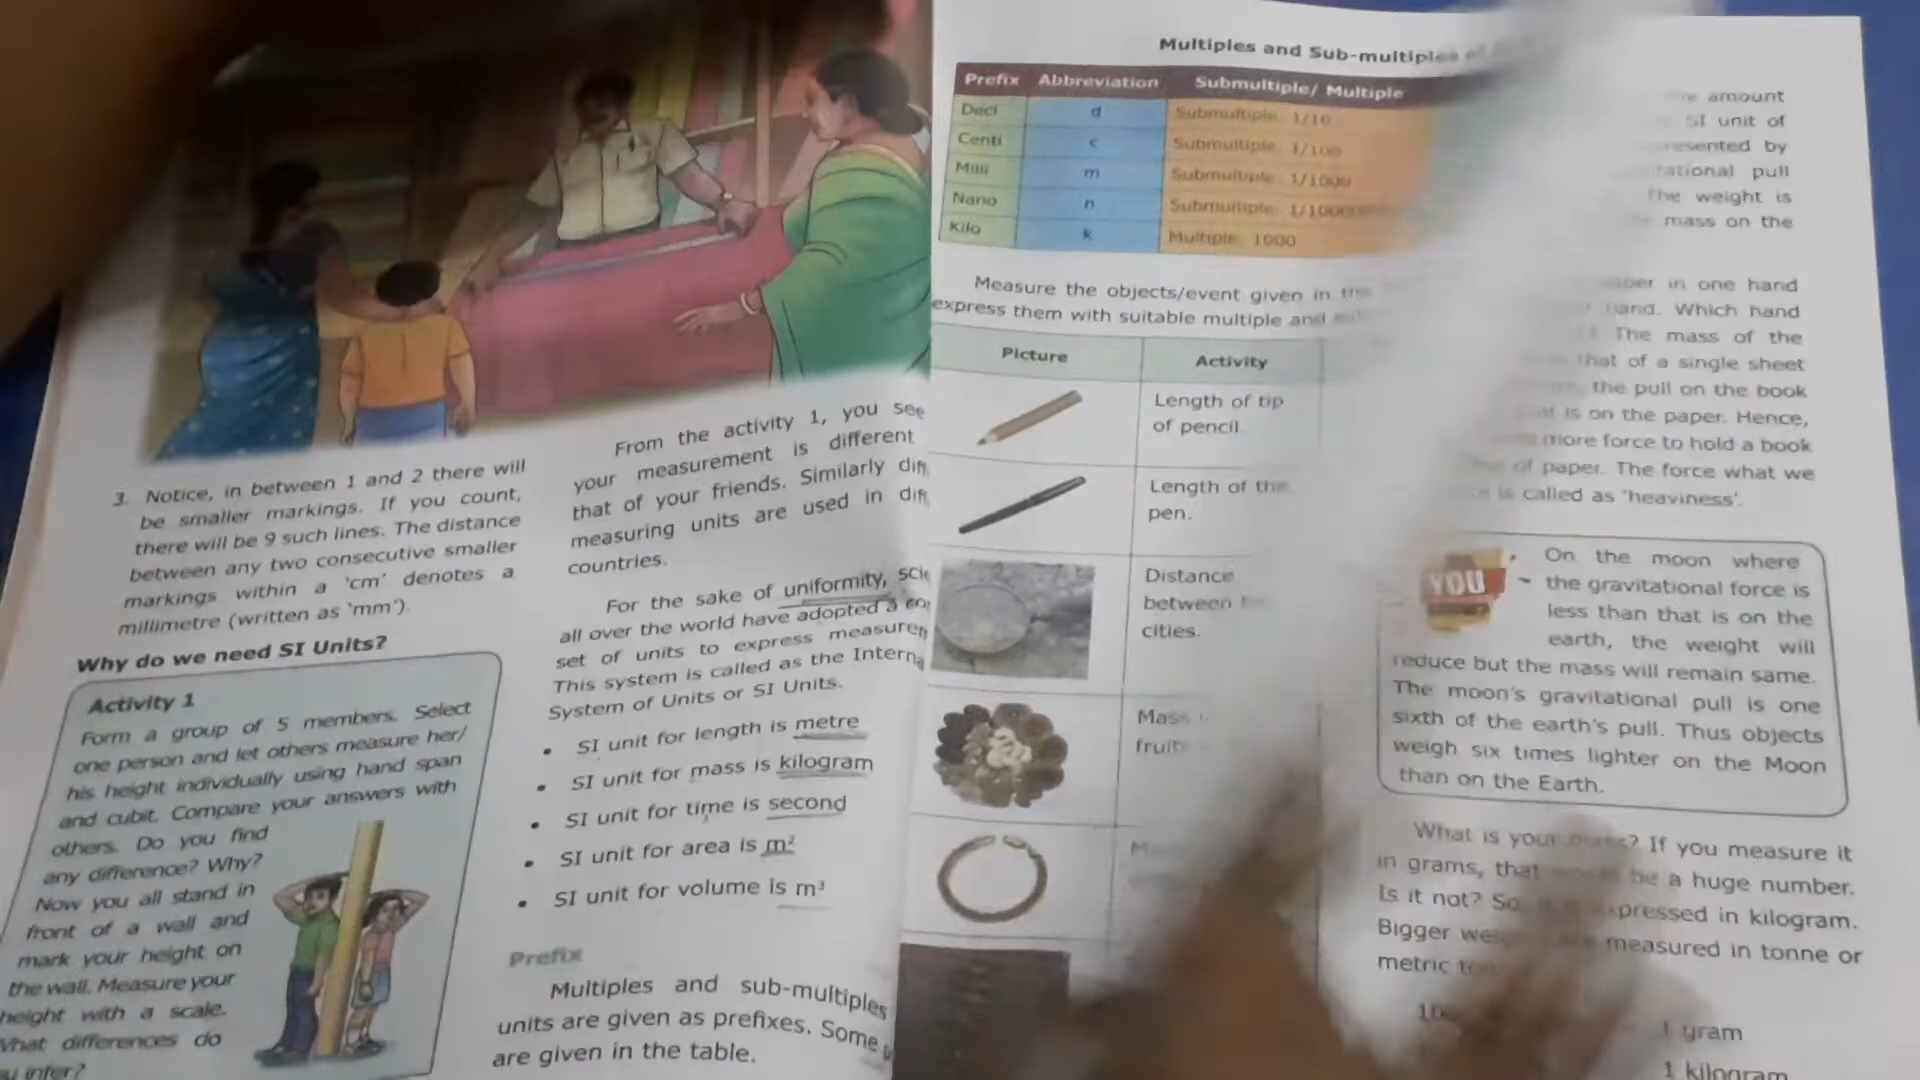 3. Notice, in between 1 and 2 there will
be smaller markings. If you count,
there will be 9 such lines. The distance
between any two consecutive smaller
markings within a 'cm' denotes a
millimetre (written as 'mm').
Why do we need SI Units?
Activity 1
Form a group of 5 members. Select
one person and let others measure her/
his height individually using hand span
and cubit. Compare your answers with
others. Do you find
any difference? Why?
Now you all stand in
front of a wall and
mark your height on
the wall. Measure your
height with a scale.
What differences do
infer?
From the activity 1, you see
your measurement is different
that of your friends. Similarly
measuring units are used in
countries.
For the sake of uniformity,
all over the world have adopted a
set of units to express
This system is called as the
System of Units or SI Units.
• SI unit for length is metre
• SI unit for mass is kilogram
• SI unit for time is second
• SI unit for area is m²
• SI unit for volume is m³
Prefix
Multiples and sub-multiples
units are given as prefixes. Some
are given in the table.
Multiples and Sub-multiples
Prefix Abbreviation Submultiple/ Multiple
Deci d Submultiple. 1/10
Centi c Submultiple. 1/100
Milli m Submultiple. 1/1000
Nano n Submultiple.
Kilo k Multiple. 1000
Measure the objects/event given in
express them with suitable multiple and
Picture Activity
Length of tip
of pencil.
Length of the
pen.
Distance
between
cities.
Mass
amount
SI unit of
pull
The weight is
mass on the
in one hand
hand. Which hand
The mass of the
that of a single sheet
the pull on the book
is on the paper. Hence,
more force to hold a book
of paper. The force what we
is called as 'heaviness'.
YOU
On the moon where
the gravitational force is
less than that is on the
earth, the weight will
reduce but the mass will remain same.
The moon's gravitational pull is one
sixth of the earth's pull. Thus objects
weigh six times lighter on the Moon
than on the Earth.
What is your If you measure it
in grams, that be a huge number.
Is it not? So expressed in kilogram.
Bigger measured in tonne or
metric
1 gram
1 kilogram